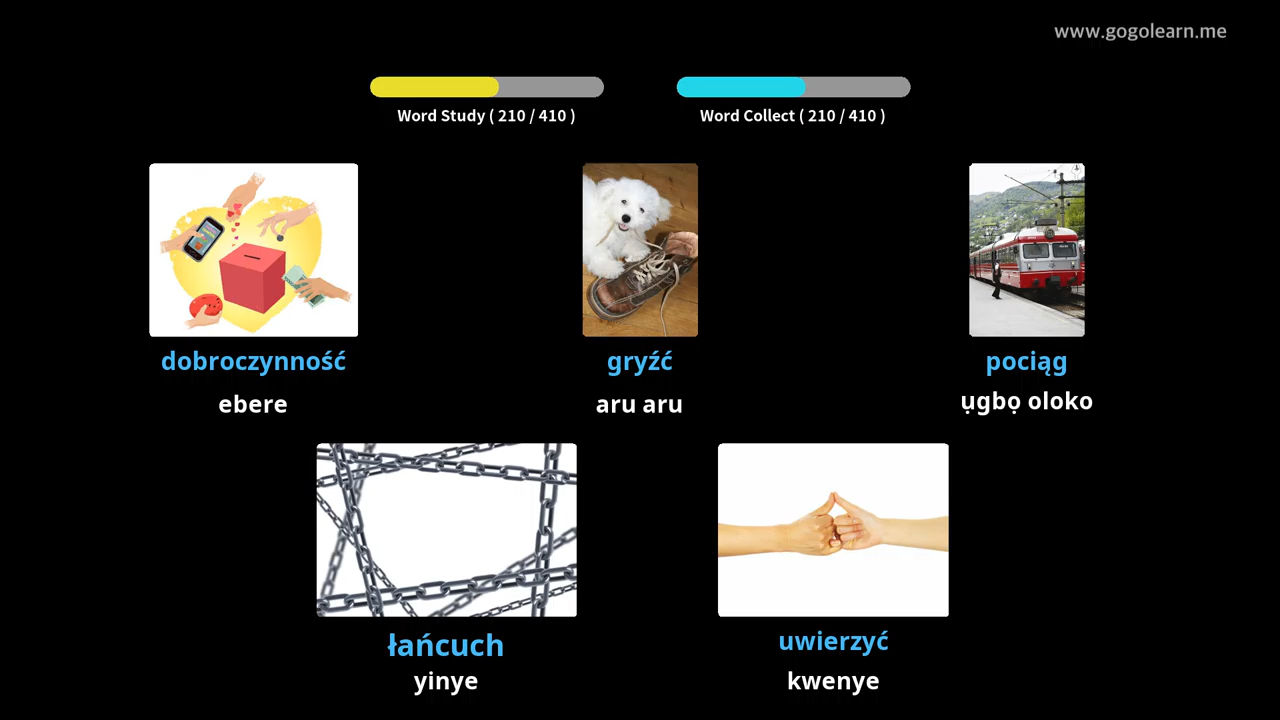 www.gogolearn.me
Word Study ( 210 / 410 )
Word Collect ( 210 / 410 )
dobroczynność
ebere
gryźć
aru aru
pociąg
ụgbọ oloko
łańcuch
yinye
uwierzyć
kwenye